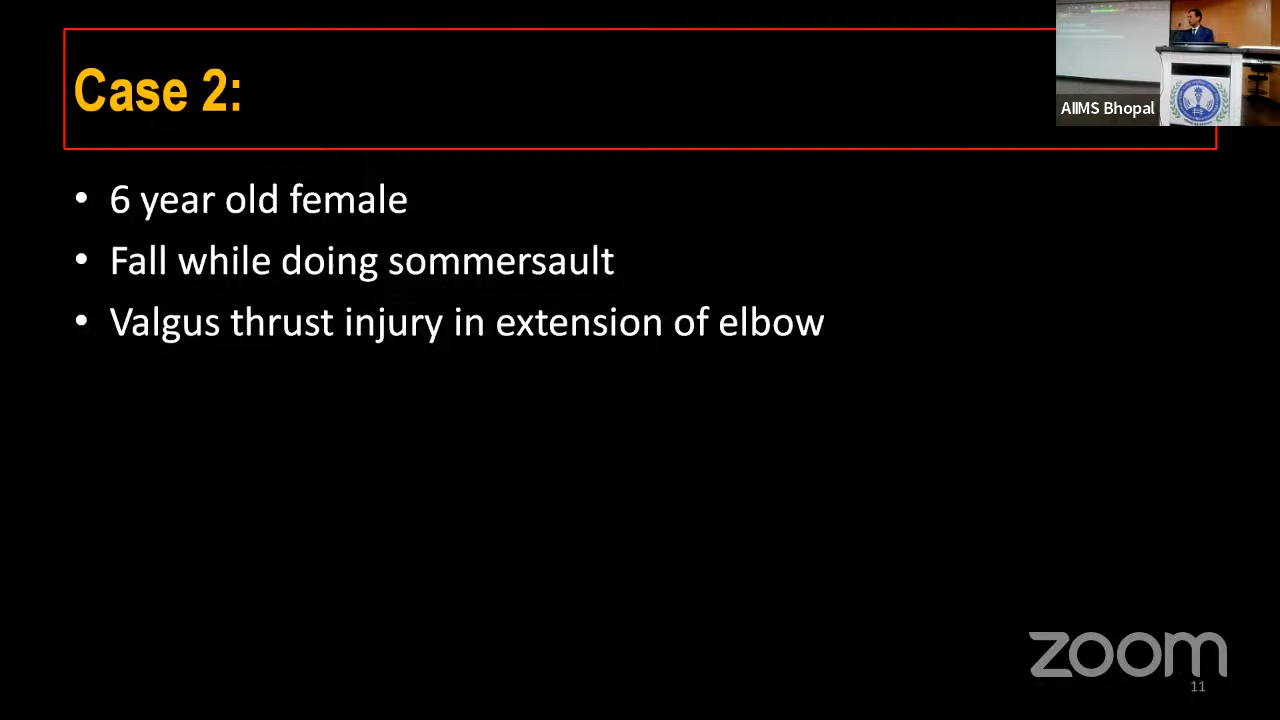 Case 2:
AIIMS Bhopal
• 6 year old female
• Fall while doing sommersault
• Valgus thrust injury in extension of elbow
zoom
11